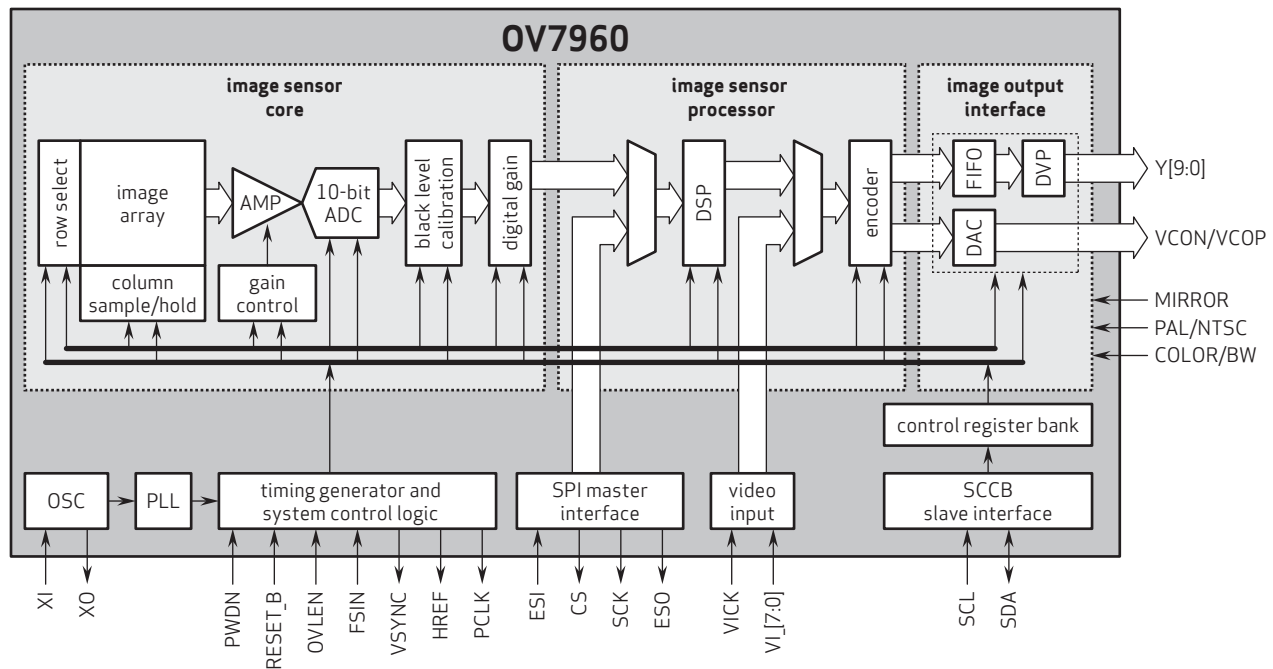 OV7960
image sensor
core
image sensor
processor
image output
interface
row select
image
array
column
sample/hold
AMP
gain
control
10-bit
ADC
black level
calibration
digital gain
DSP
encoder
FIFO
DVP
DAC
Y[9:0]
VCON/VCOP
MIRROR
PAL/NTSC
COLOR/BW
control register bank
OSC
PLL
timing generator and
system control logic
SPI master
interface
video
input
SCCB
slave interface
XI
XO
PWDN
RESET_B
OVLEN
FSIN
VSYNC
HREF
PCLK
ESI
CS
SCK
ESO
VICK
VI_[7:0]
SCL
SDA